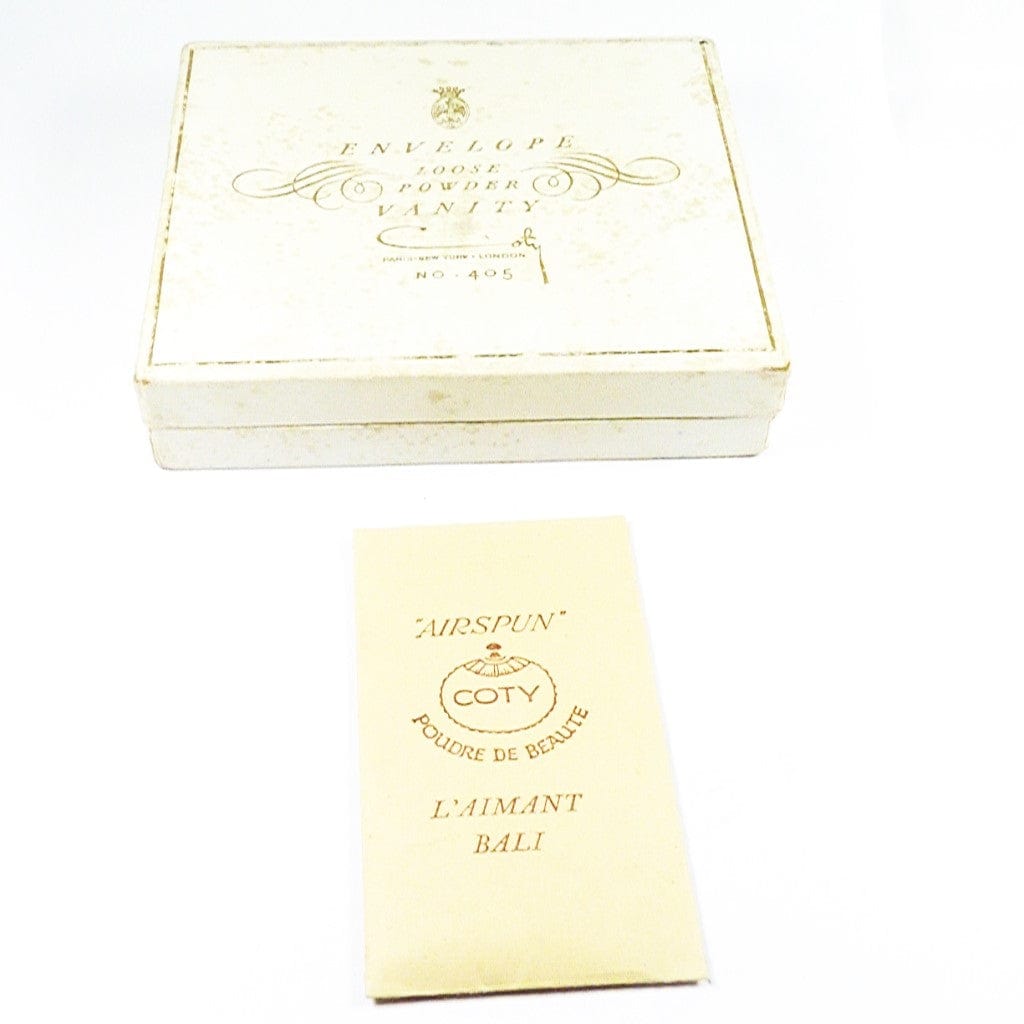 ENVELOPE
LOOSE
POWDER
VANITY
Coty
PARIS · NEW YORK · LONDON
NO. 405
"AIRSPUN"
COTY
POUDRE DE BEAUTE
L'AIMANT
BALI